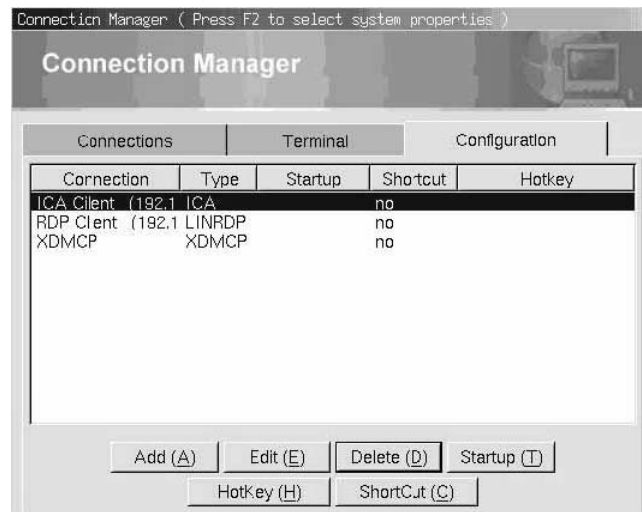 Connection Manager ( Press F2 to select system properties )
Connection Manager
Connections Terminal Configuration
Connection Type Startup Shortcut Hotkey
ICA Client (192.1 ICA no
RDP Client (192.1 LINRDP no
XDMCP XDMCP no
Add (A) Edit (E) Delete (D) Startup (T)
HotKey (H) ShortCut (C)